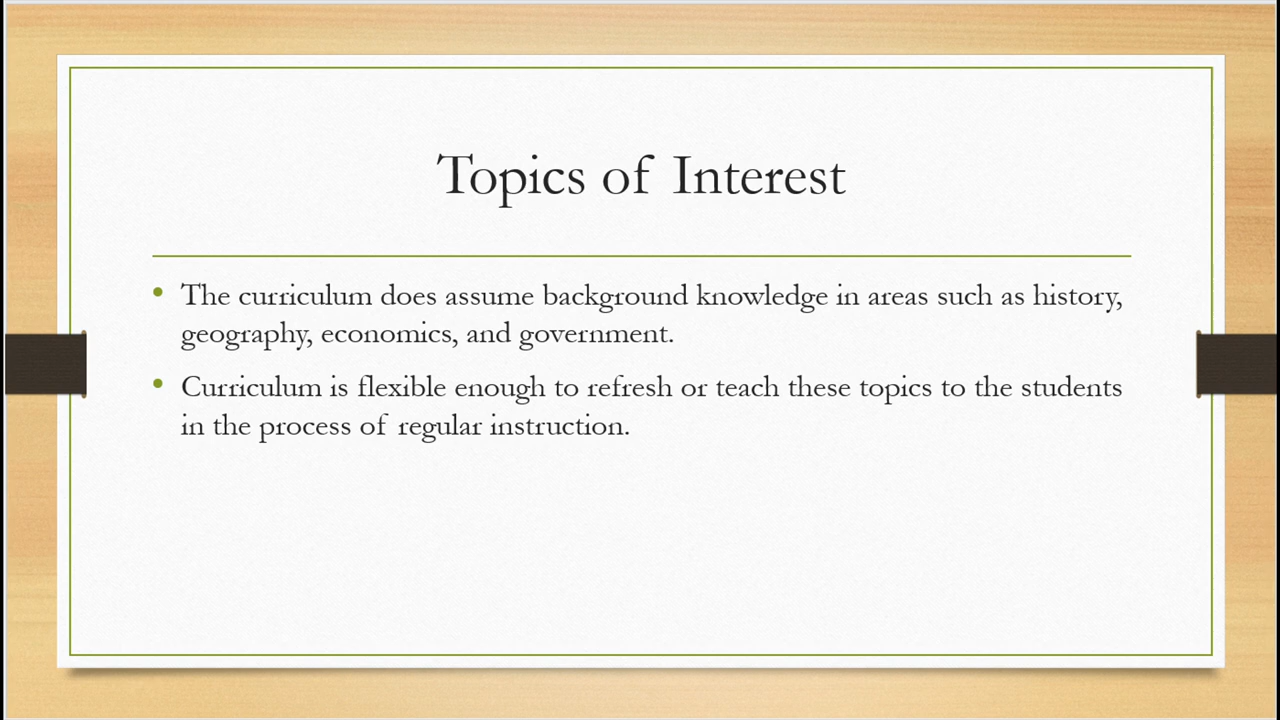 Topics of Interest
• The curriculum does assume background knowledge in areas such as history,
geography, economics, and government.
• Curriculum is flexible enough to refresh or teach these topics to the students
in the process of regular instruction.